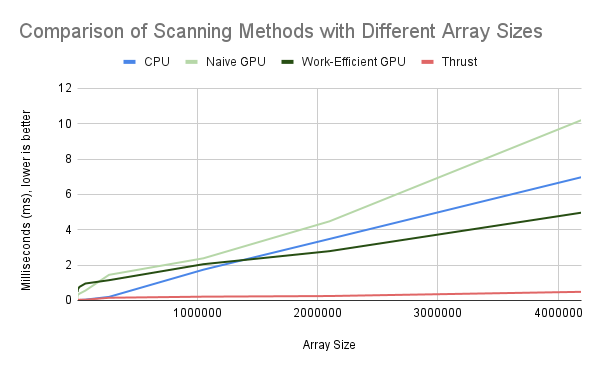 Comparison of Scanning Methods with Different Array Sizes
CPU Naive GPU Work-Efficient GPU Thrust
Milliseconds (ms), lower is better
12
10
8
6
4
2
0
1000000 2000000 3000000 4000000
Array Size